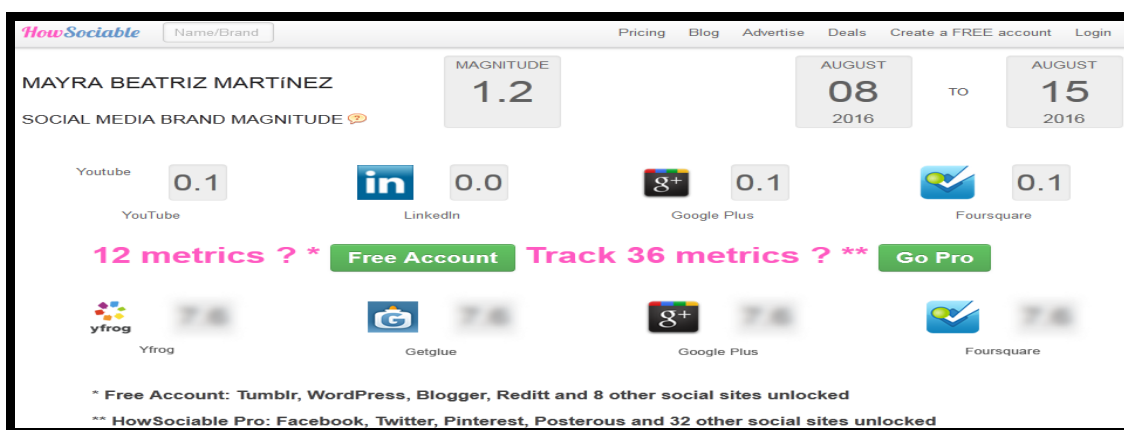 HowSociable Name/Brand Pricing Blog Advertise Deals Create a FREE account Login
MAGNITUDE AUGUST AUGUST
MAYRA BEATRIZ MARTíNEZ 1.2 08 TO 15
SOCIAL MEDIA BRAND MAGNITUDE ? 2016 2016
Youtube 0.1 in 0.0 g+ 0.1 0.1
YouTube LinkedIn Google Plus Foursquare
12 metrics ? * Free Account Track 36 metrics ? ** Go Pro
yfrog G g+
Yfrog Getglue Google Plus Foursquare
* Free Account: Tumblr, WordPress, Blogger, Reditt and 8 other social sites unlocked
** HowSociable Pro: Facebook, Twitter, Pinterest, Posterous and 32 other social sites unlocked